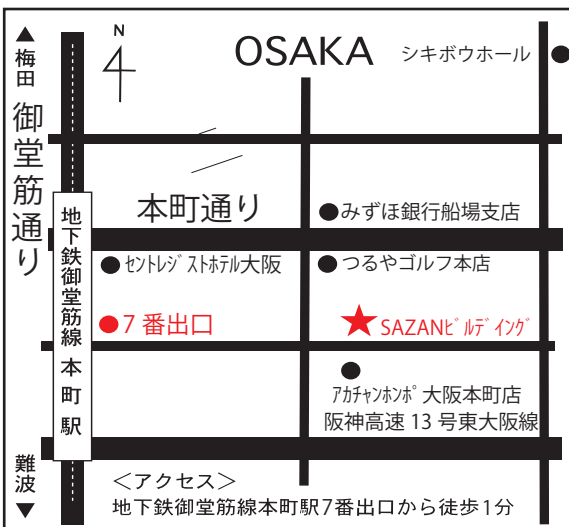 ▲梅田
御堂筋通り
難波▼
N
OSAKA
シキボウホール
本町通り
みずほ銀行船場支店
地下鉄御堂筋線 本町駅
セントレジストホテル大阪
つるやゴルフ本店
7番出口
SAZANビルディング
アカチャンホンポ大阪本町店
阪神高速13号東大阪線
＜アクセス＞
地下鉄御堂筋線本町駅7番出口から徒歩1分